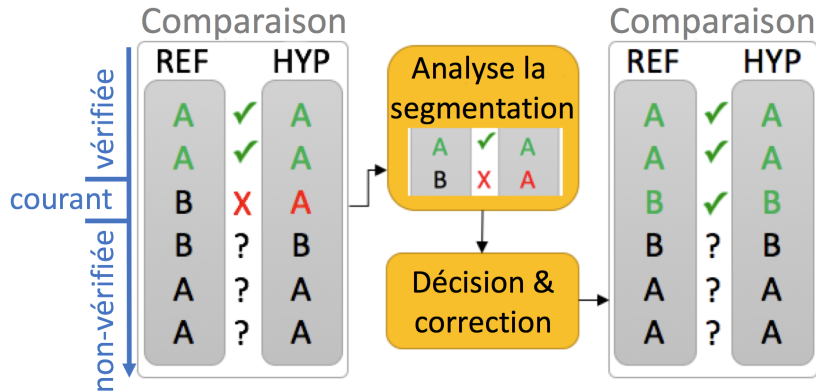 Comparaison
REF HYP
A ✓ A
A ✓ A
B X A
B ? B
A ? A
A ? A
vérifiée
courant
non-vérifiée
Analyse la
segmentation
A ✓ A
B X A
Décision &
correction
Comparaison
REF HYP
A ✓ A
A ✓ A
B ✓ B
B ? B
A ? A
A ? A